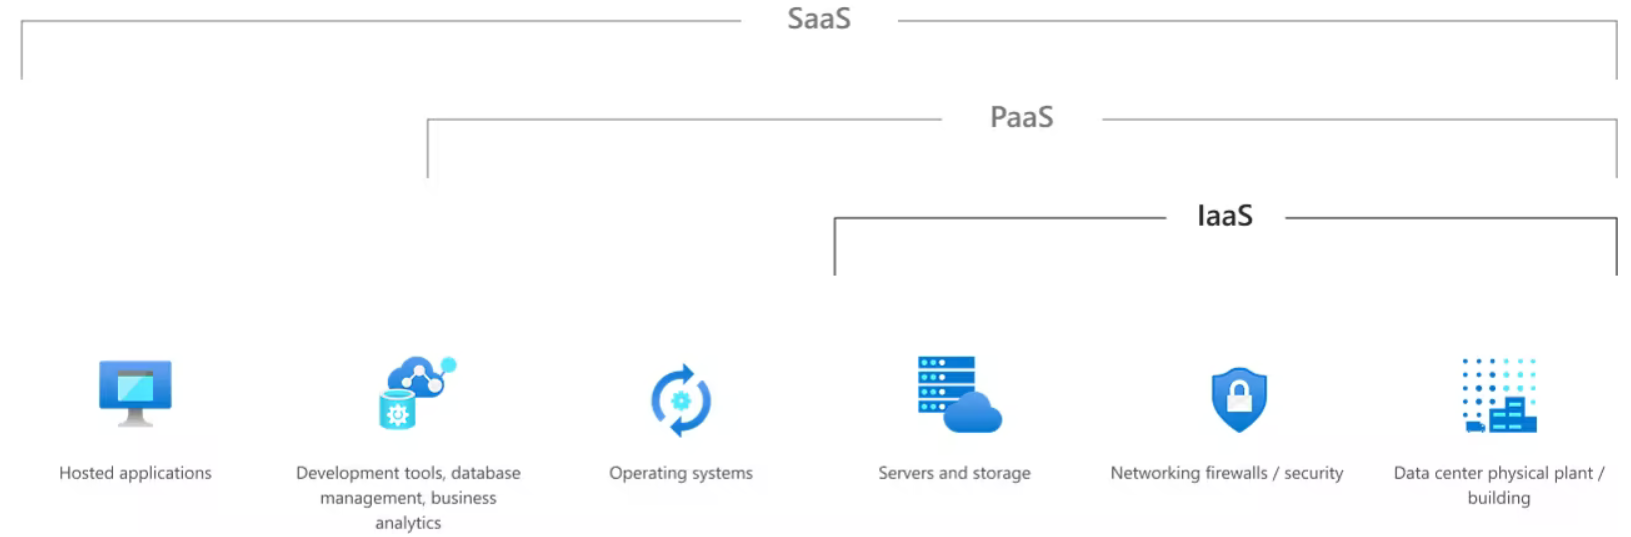 SaaS
PaaS
IaaS
Hosted applications
Development tools, database
management, business
analytics
Operating systems
Servers and storage
Networking firewalls / security
Data center physical plant /
building